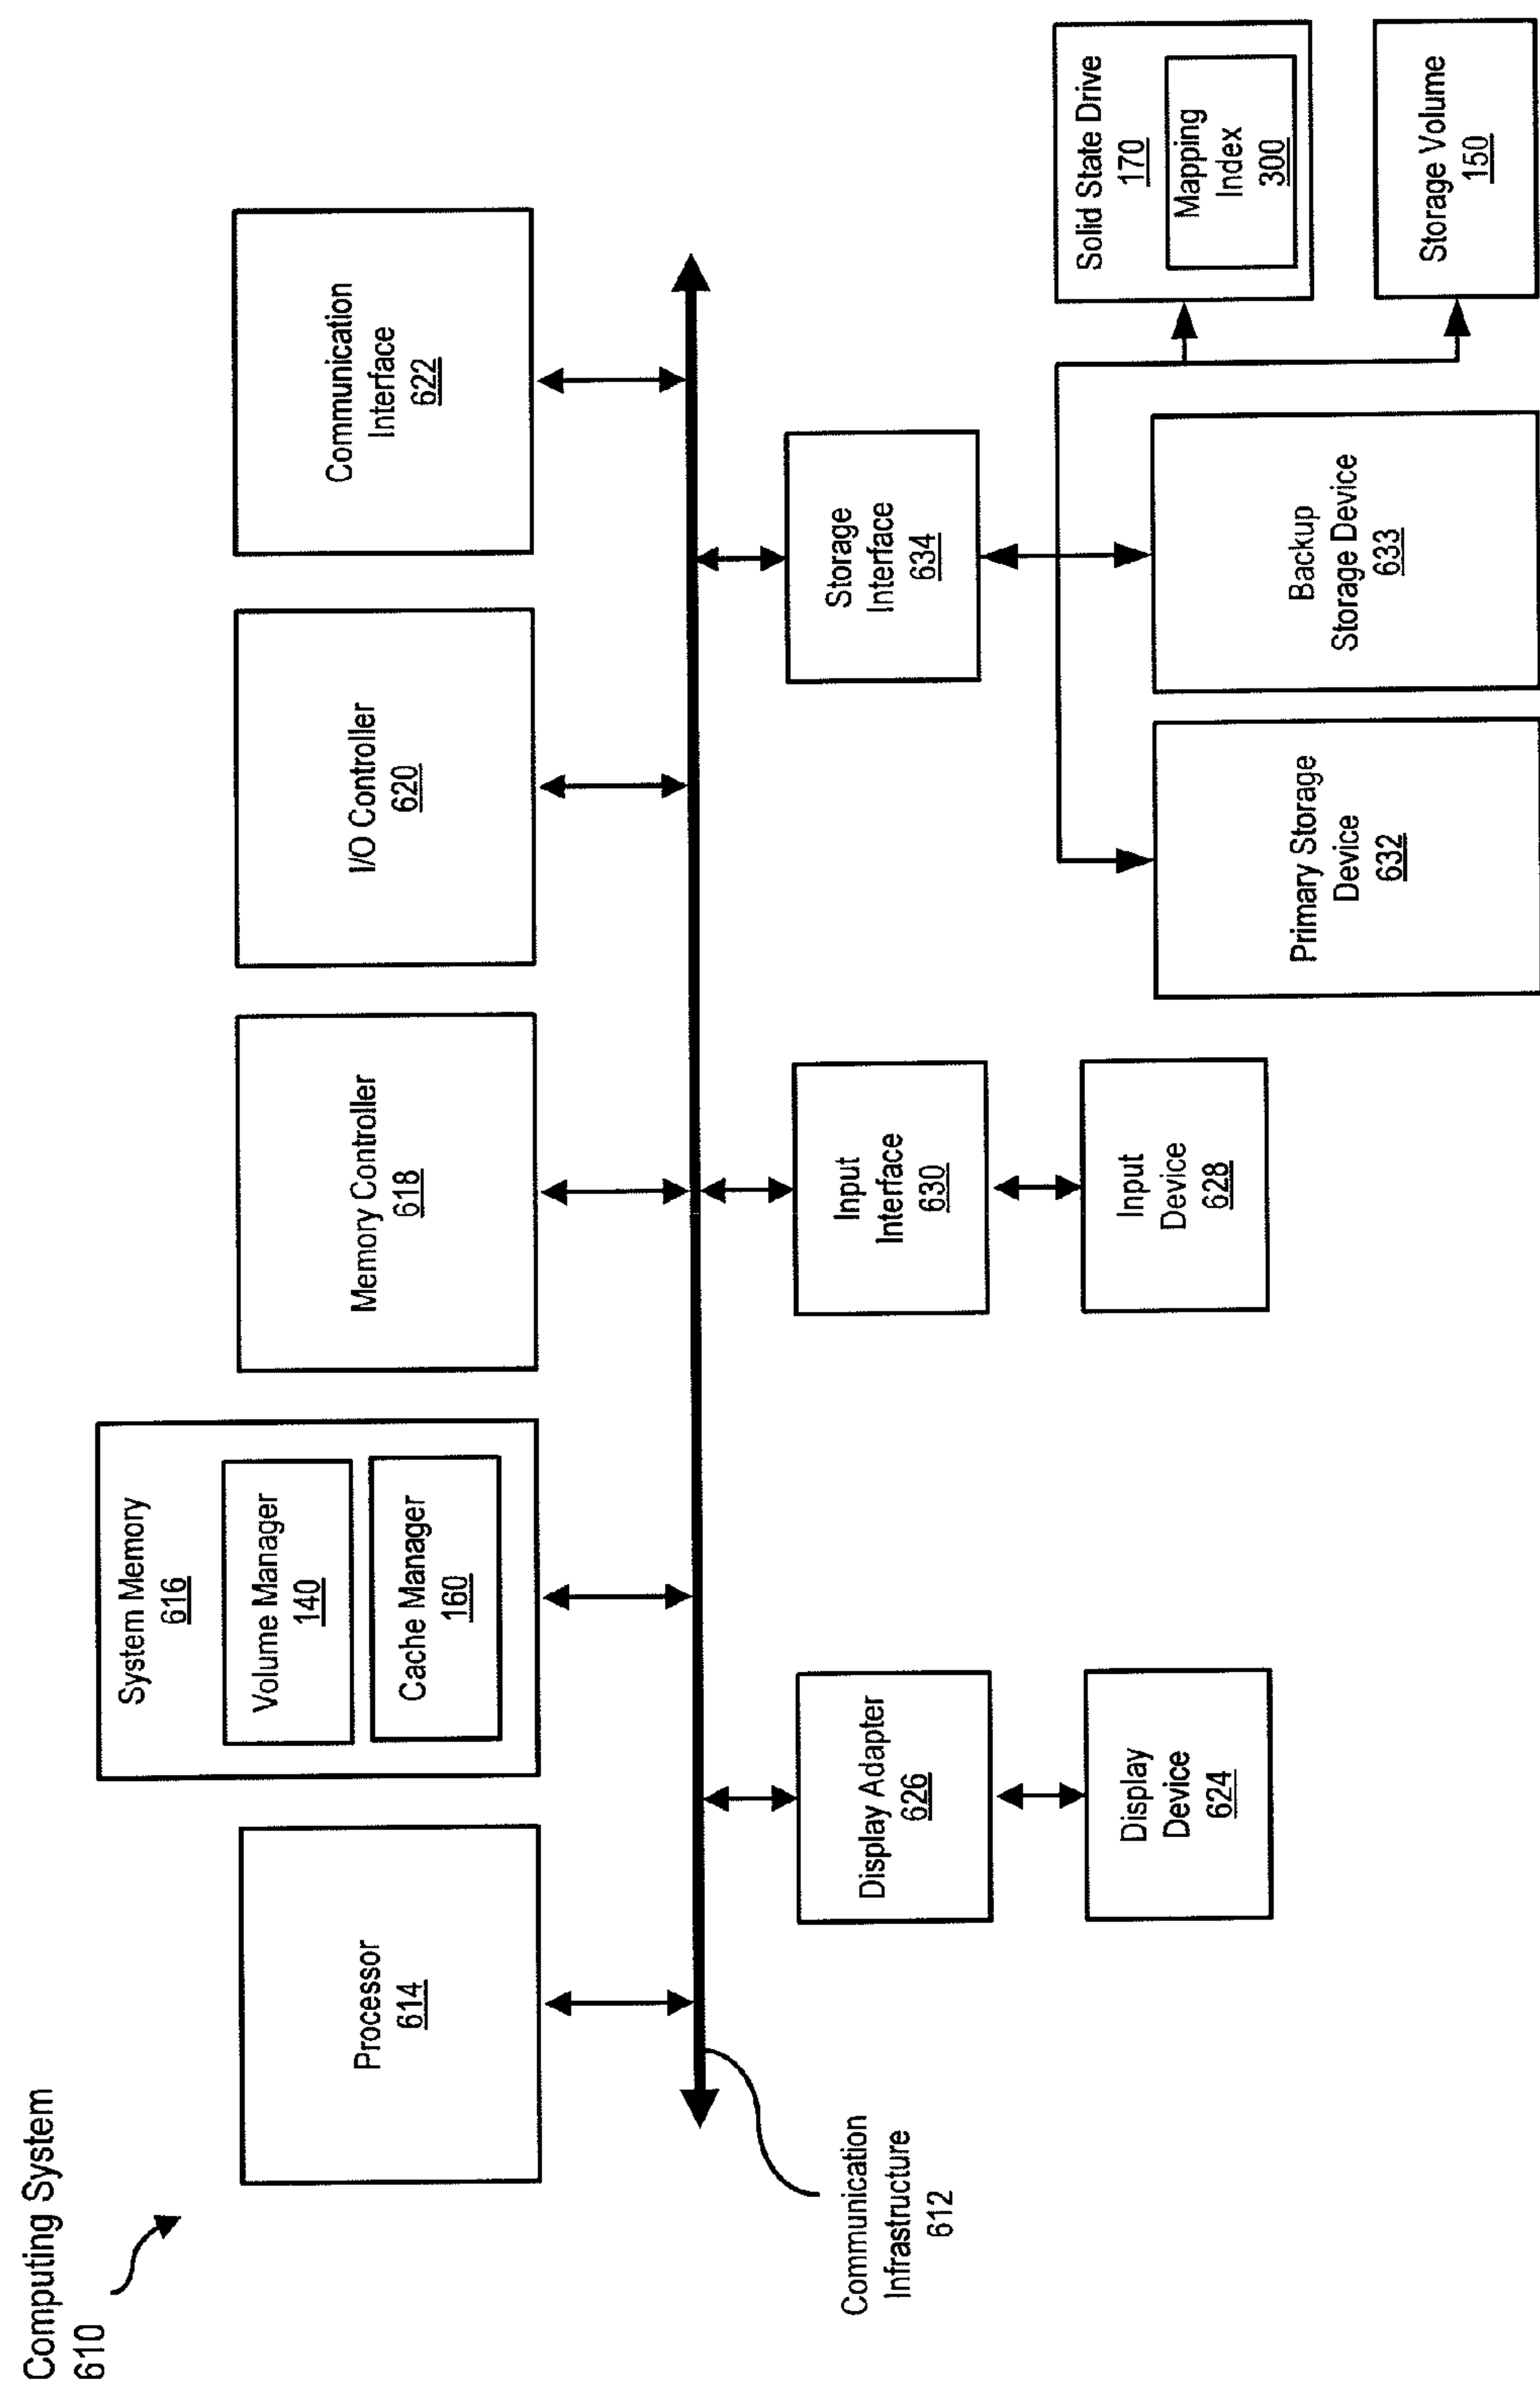 Computing System
610
Processor
614
System Memory
616
Volume Manager
140
Cache Manager
160
Memory Controller
618
I/O Controller
620
Communication
Interface
622
Communication
Infrastructure
612
Display Adapter
626
Display
Device
624
Input
Interface
630
Input
Device
628
Storage
Interface
634
Primary Storage
Device
632
Backup
Storage Device
633
Solid State Drive
170
Mapping
Index
300
Storage Volume
150